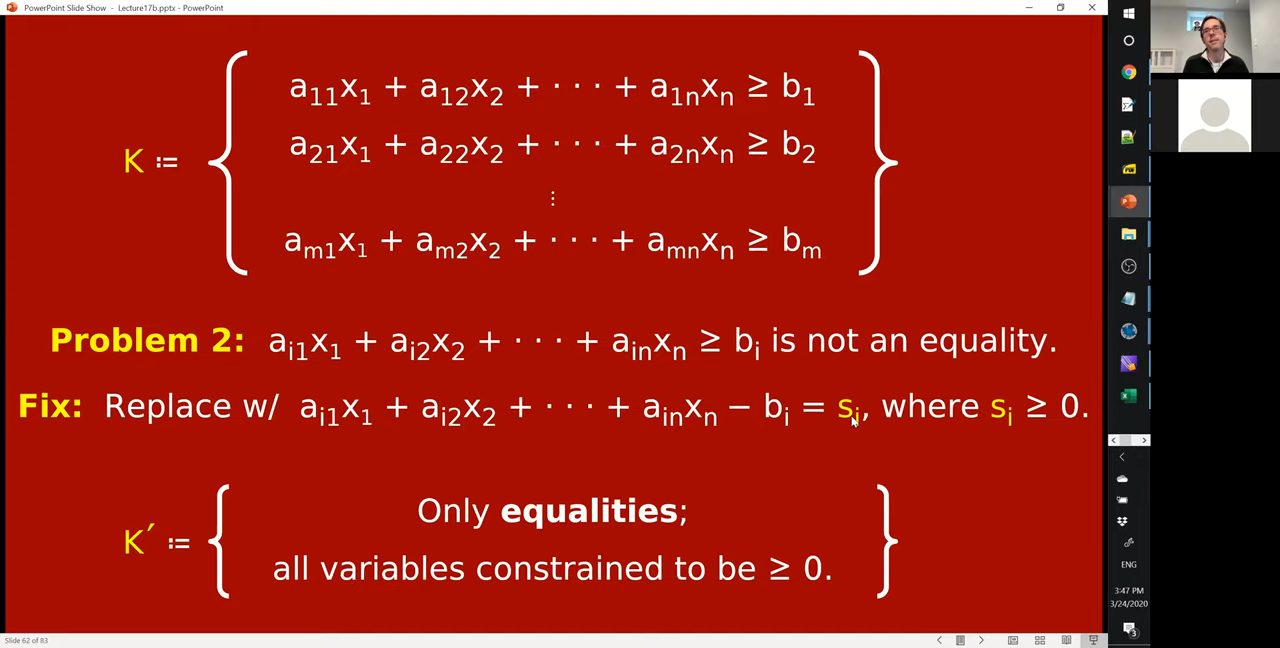 PowerPoint Slide Show - Lecture17b.pptx - PowerPoint
a11x1 + a12x2 + · · · + a1nxn ≥ b1
a21x1 + a22x2 + · · · + a2nxn ≥ b2
K ≔
⋮
am1x1 + am2x2 + · · · + amnxn ≥ bm
Problem 2: ai1x1 + ai2x2 + · · · + ainxn ≥ bi is not an equality.
Fix: Replace w/ ai1x1 + ai2x2 + · · · + ainxn − bi = si, where si ≥ 0.
Only equalities;
K′ ≔
all variables constrained to be ≥ 0.
ENG
3:47 PM
3/24/2020
3
Slide 62 of 83